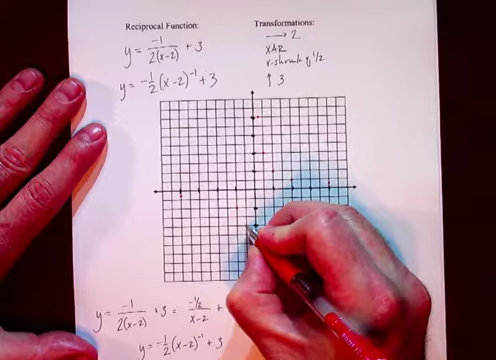 Reciprocal Function:
y = -1/2(x-2) + 3
y = -1/2(x-2)^-1 + 3
Transformations:
→ 2
XAR
v-shrink of 1/2
↑ 3
y = -1/2(x-2) + 3 = -1/2/x-2 +
y = -1/2(x-2)^-1 + 3